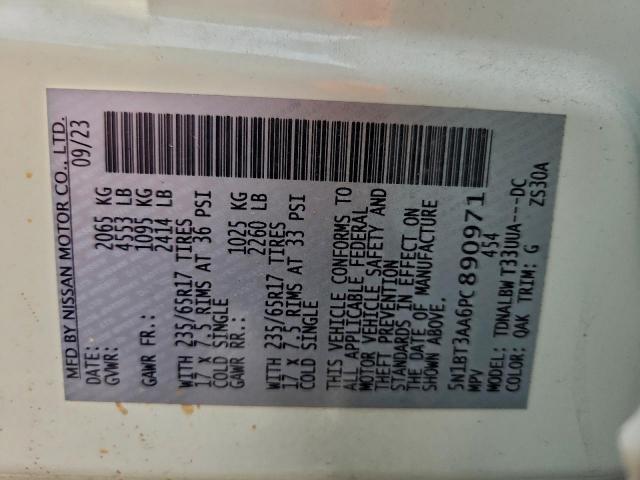 MFD BY NISSAN MOTOR CO., LTD.
DATE: 09/23
GVWR: 2065 KG
4553 LB
GAWR FR.: 1095 KG
2414 LB
WITH 235/65R17 TIRES
17 X 7.5 RIMS AT 36 PSI
COLD SINGLE
GAWR RR.: 1025 KG
2260 LB
WITH 235/65R17 TIRES
17 X 7.5 RIMS AT 33 PSI
COLD SINGLE
THIS VEHICLE CONFORMS TO
ALL APPLICABLE FEDERAL
MOTOR VEHICLE SAFETY AND
THEFT PREVENTION
STANDARDS IN EFFECT ON
THE DATE OF MANUFACTURE
SHOWN ABOVE.
5N1BT3AA6PC890971
MPV 454
MODEL: TDNALBW T33UUA---DC
COLOR: QAK TRIM: G ZS30A